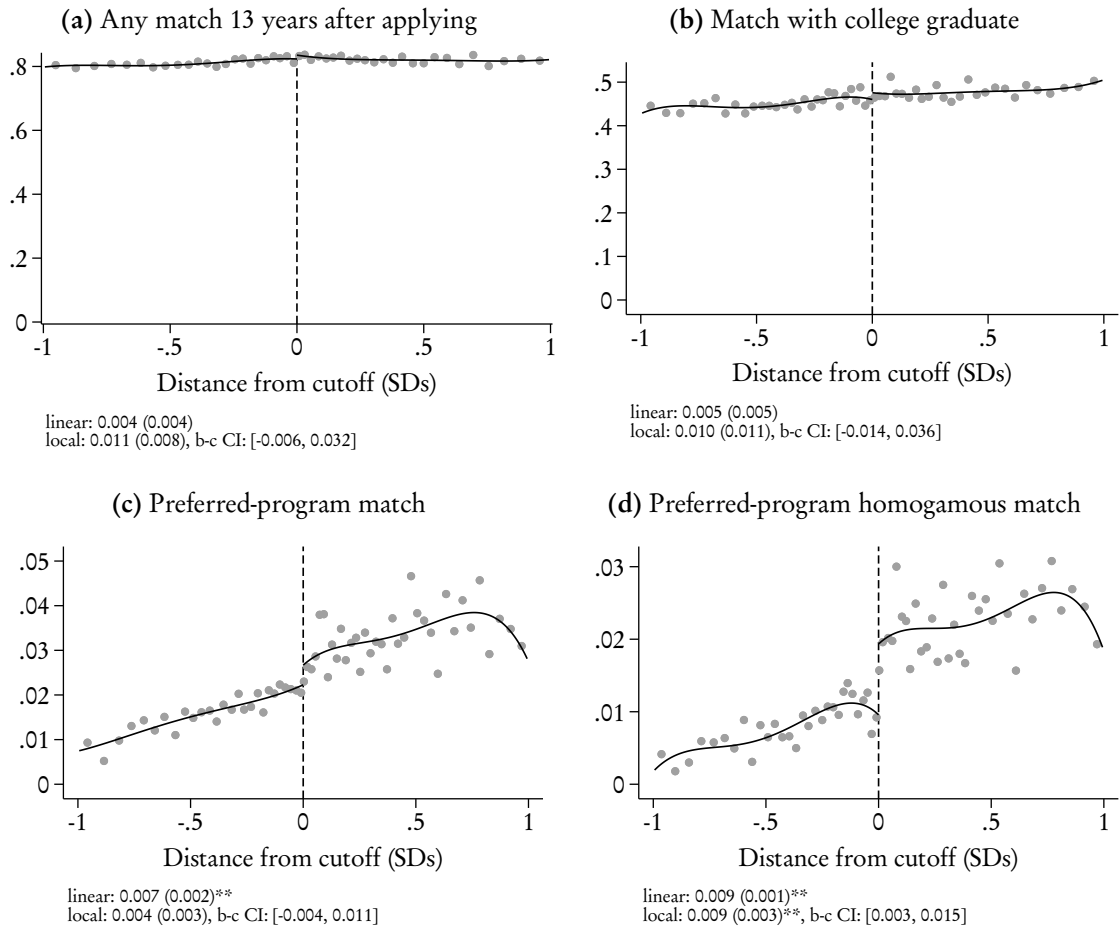 (a) Any match 13 years after applying
.8
.6
.4
.2
0
-1 -.5 0 .5 1
Distance from cutoff (SDs)
linear: 0.004 (0.004)
local: 0.011 (0.008), b-c CI: [-0.006, 0.032]
(b) Match with college graduate
.5
.4
.3
.2
.1
0
-1 -.5 0 .5 1
Distance from cutoff (SDs)
linear: 0.005 (0.005)
local: 0.010 (0.011), b-c CI: [-0.014, 0.036]
(c) Preferred-program match
.05
.04
.03
.02
.01
0
-1 -.5 0 .5 1
Distance from cutoff (SDs)
linear: 0.007 (0.002)**
local: 0.004 (0.003), b-c CI: [-0.004, 0.011]
(d) Preferred-program homogamous match
.03
.02
.01
0
-1 -.5 0 .5 1
Distance from cutoff (SDs)
linear: 0.009 (0.001)**
local: 0.009 (0.003)**, b-c CI: [0.003, 0.015]